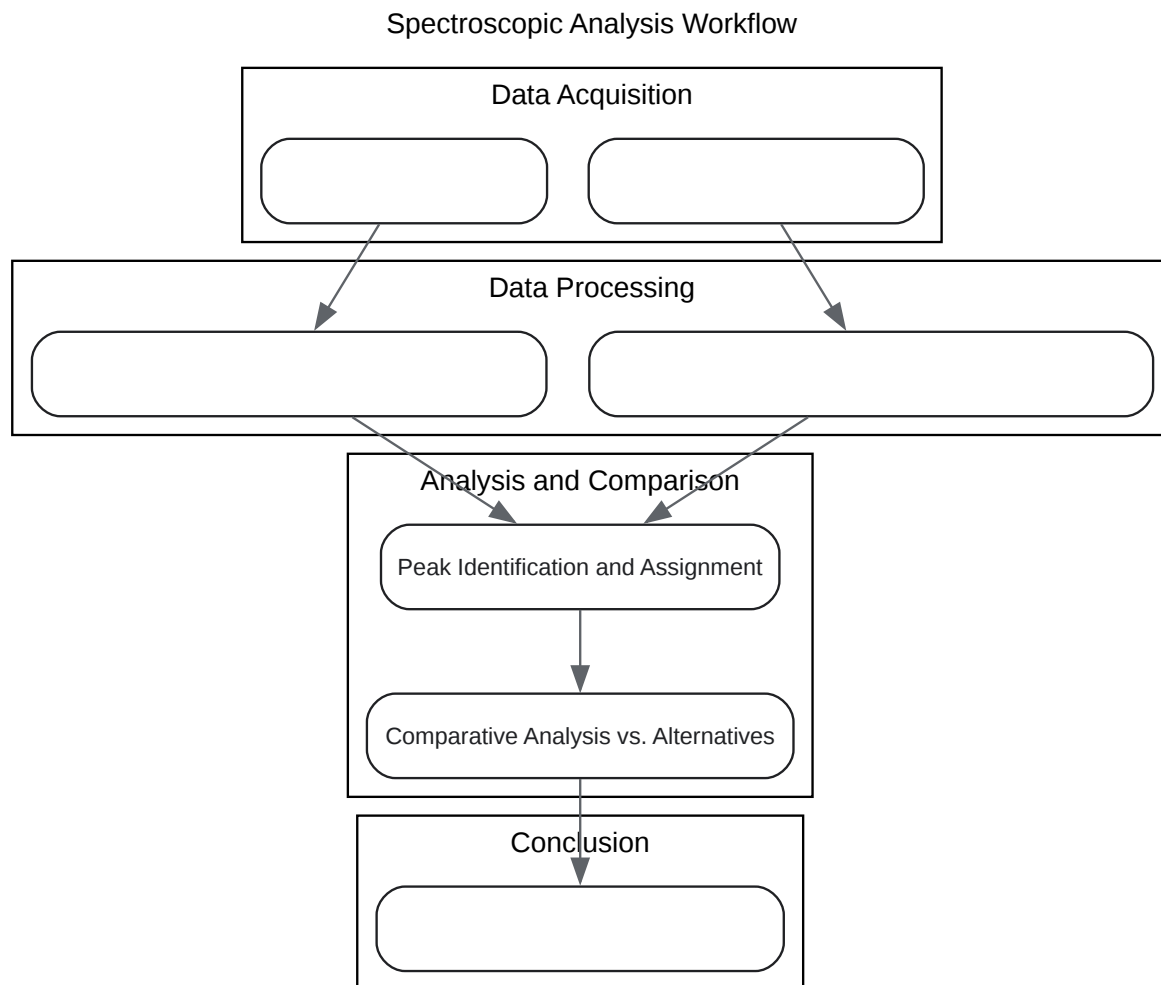 Spectroscopic Analysis Workflow
Data Acquisition
Data Processing
Analysis and Comparison
Peak Identification and Assignment
Comparative Analysis vs. Alternatives
Conclusion